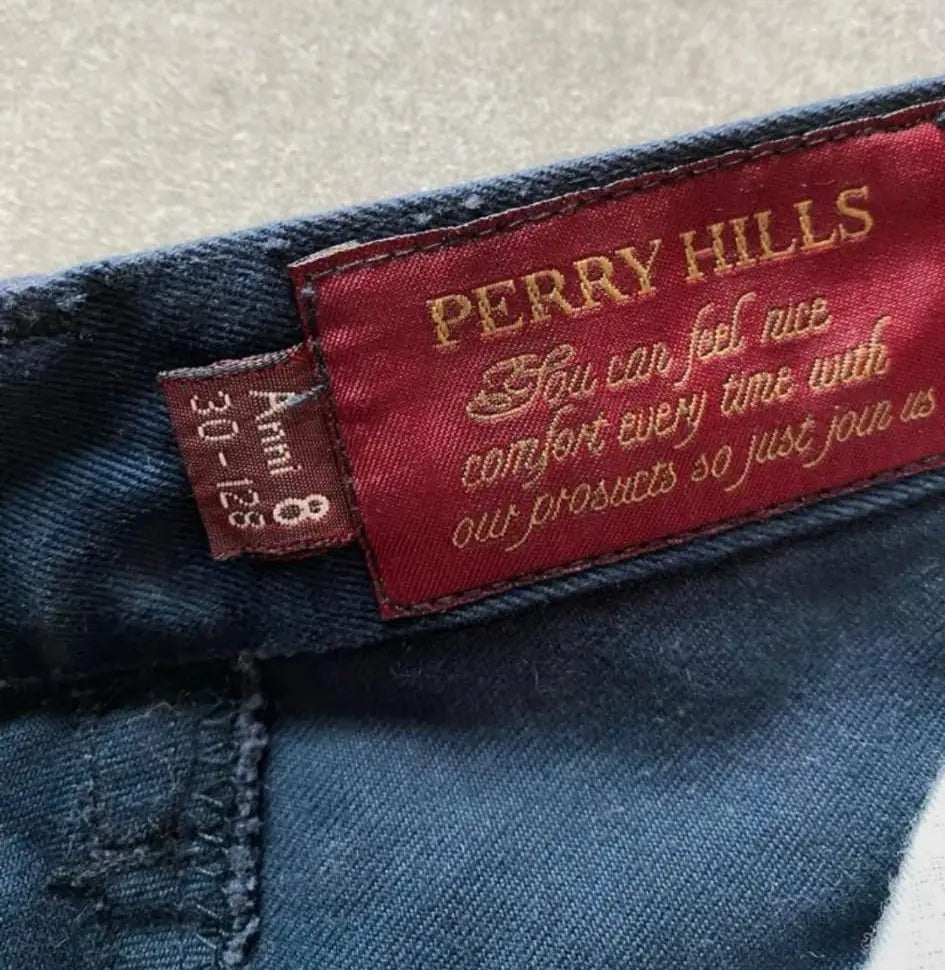 PERRY HILLS
You can feel nice
comfort every time with
our prosucts so just join us
Anni 8
30-128